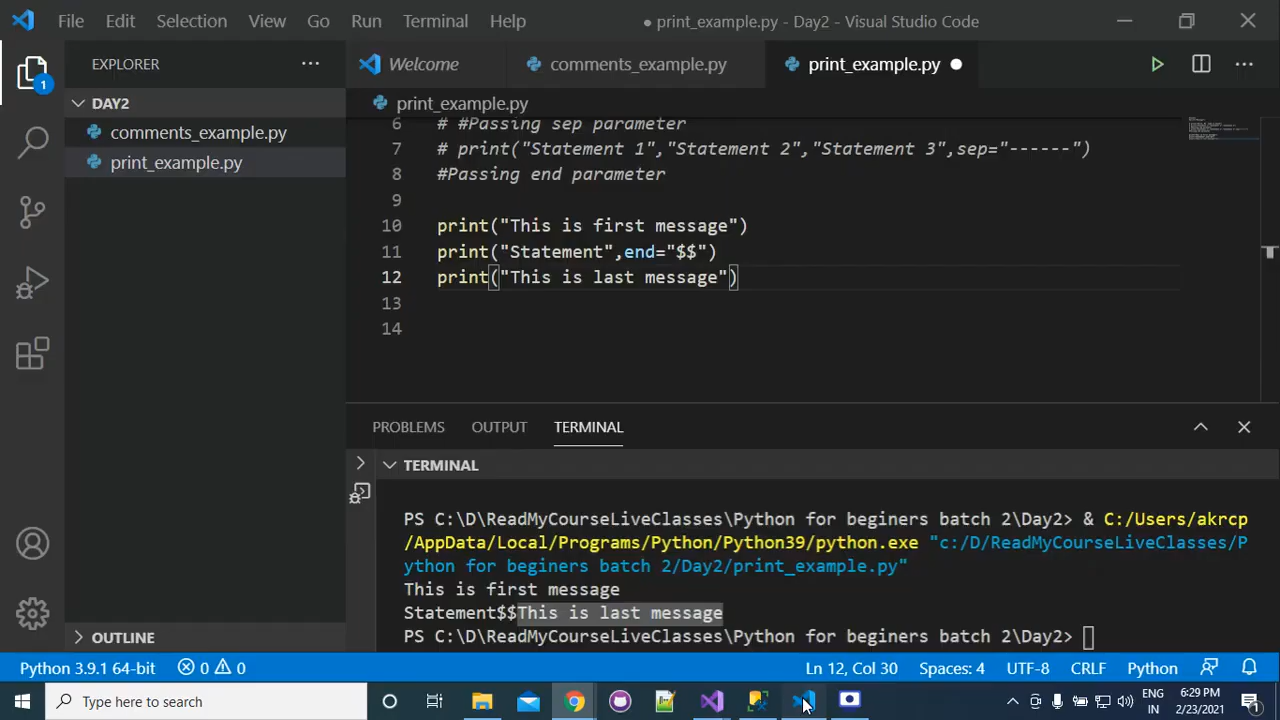 File Edit Selection View Go Run Terminal Help ● print_example.py - Day2 - Visual Studio Code
EXPLORER ···
Welcome comments_example.py print_example.py
DAY2
comments_example.py
print_example.py
print_example.py
6 # #Passing sep parameter
7 # print("Statement 1","Statement 2","Statement 3",sep="------")
8 #Passing end parameter
9
10 print("This is first message")
11 print("Statement",end="$$")
12 print("This is last message")
13
14
PROBLEMS OUTPUT TERMINAL
TERMINAL
PS C:\D\ReadMyCourseLiveClasses\Python for beginers batch 2\Day2> & C:/Users/akrcp
/AppData/Local/Programs/Python/Python39/python.exe "c:/D/ReadMyCourseLiveClasses/P
ython for beginers batch 2/Day2/print_example.py"
This is first message
Statement$$This is last message
PS C:\D\ReadMyCourseLiveClasses\Python for beginers batch 2\Day2>
OUTLINE
1
Python 3.9.1 64-bit 0 0 Ln 12, Col 30 Spaces: 4 UTF-8 CRLF Python
Type here to search
ENG
IN
6:29 PM
2/23/2021
1